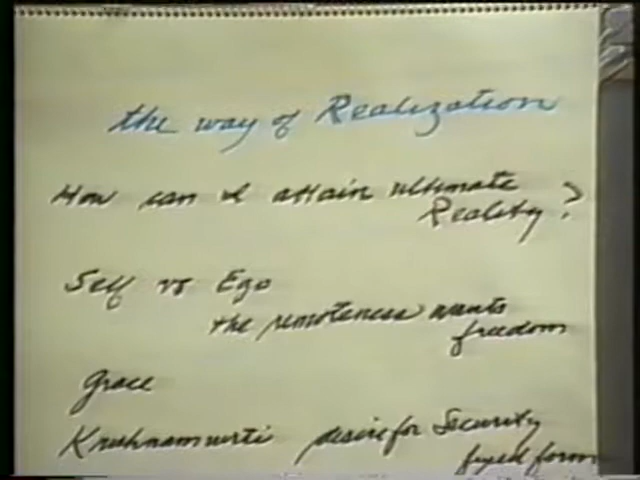 the way of Realization
How can I attain ultimate
Reality?
Self vs Ego
the remoteness wants
freedom
Grace
Krishnamurti desire for Security
fixed form